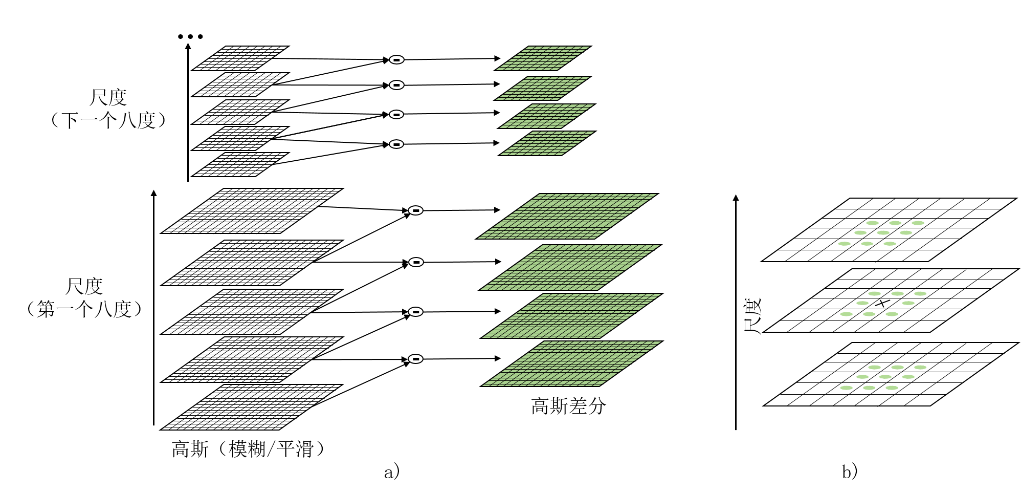 •••
尺度
（下一个八度）
尺度
（第一个八度）
高斯（模糊/平滑）
高斯差分
a)
尺度
b)